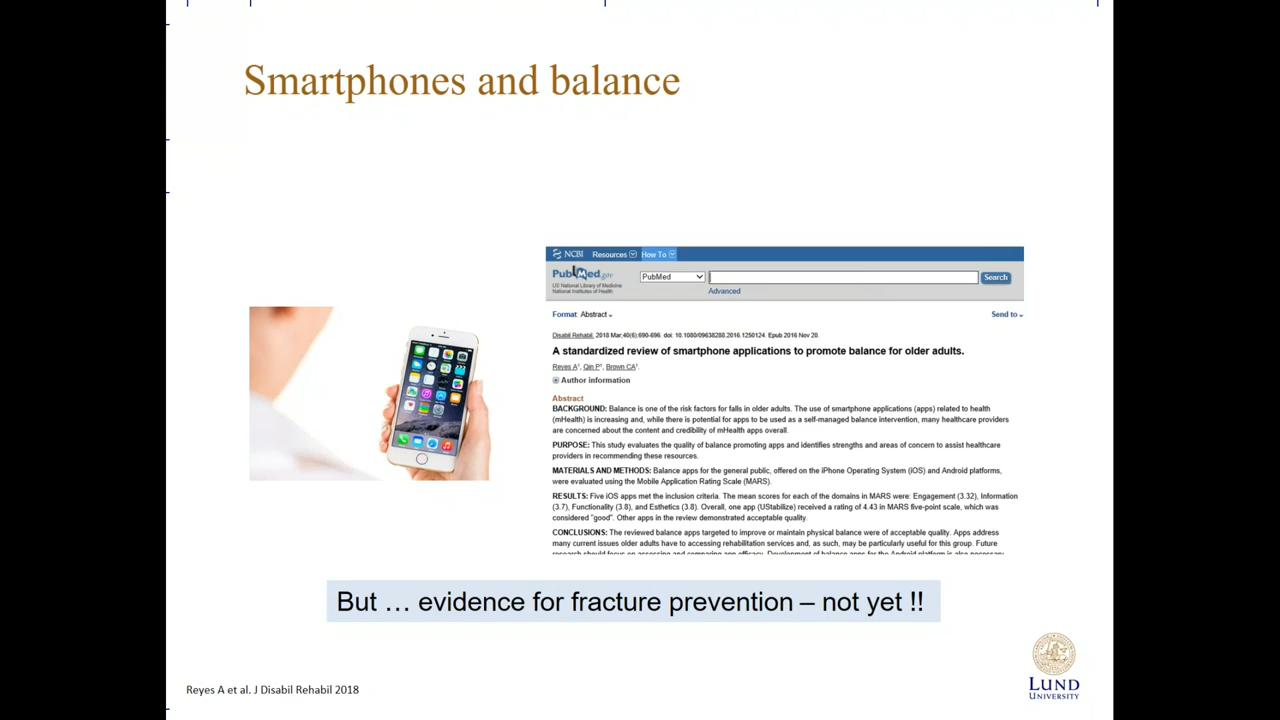 Smartphones and balance
NCBI Resources How To
PubMed.gov
US National Library of Medicine
National Institutes of Health
PubMed
Search
Advanced
Format: Abstract
Send to
Disabil Rehabil. 2018 Mar;40(6):690-696. doi: 10.1080/09638288.2016.1250124. Epub 2016 Nov 20.
A standardized review of smartphone applications to promote balance for older adults.
Reyes A¹, Qin P¹, Brown CA¹.
Author information
Abstract
BACKGROUND: Balance is one of the risk factors for falls in older adults. The use of smartphone applications (apps) related to health
(mHealth) is increasing and, while there is potential for apps to be used as a self-managed balance intervention, many healthcare providers
are concerned about the content and credibility of mHealth apps overall.
PURPOSE: This study evaluates the quality of balance promoting apps and identifies strengths and areas of concern to assist healthcare
providers in recommending these resources.
MATERIALS AND METHODS: Balance apps for the general public, offered on the iPhone Operating System (iOS) and Android platforms,
were evaluated using the Mobile Application Rating Scale (MARS).
RESULTS: Five iOS apps met the inclusion criteria. The mean scores for each of the domains in MARS were: Engagement (3.32), Information
(3.7), Functionality (3.8), and Esthetics (3.8). Overall, one app (UStabilize) received a rating of 4.43 in MARS five-point scale, which was
considered "good". Other apps in the review demonstrated acceptable quality.
CONCLUSIONS: The reviewed balance apps targeted to improve or maintain physical balance were of acceptable quality. Apps address
many current issues older adults have to accessing rehabilitation services and, as such, may be particularly useful for this group. Future
research should focus on assessing and comparing app efficacy. Development of balance apps for the Android platform is also necessary.
But … evidence for fracture prevention – not yet !!
LUND
UNIVERSITY
Reyes A et al. J Disabil Rehabil 2018